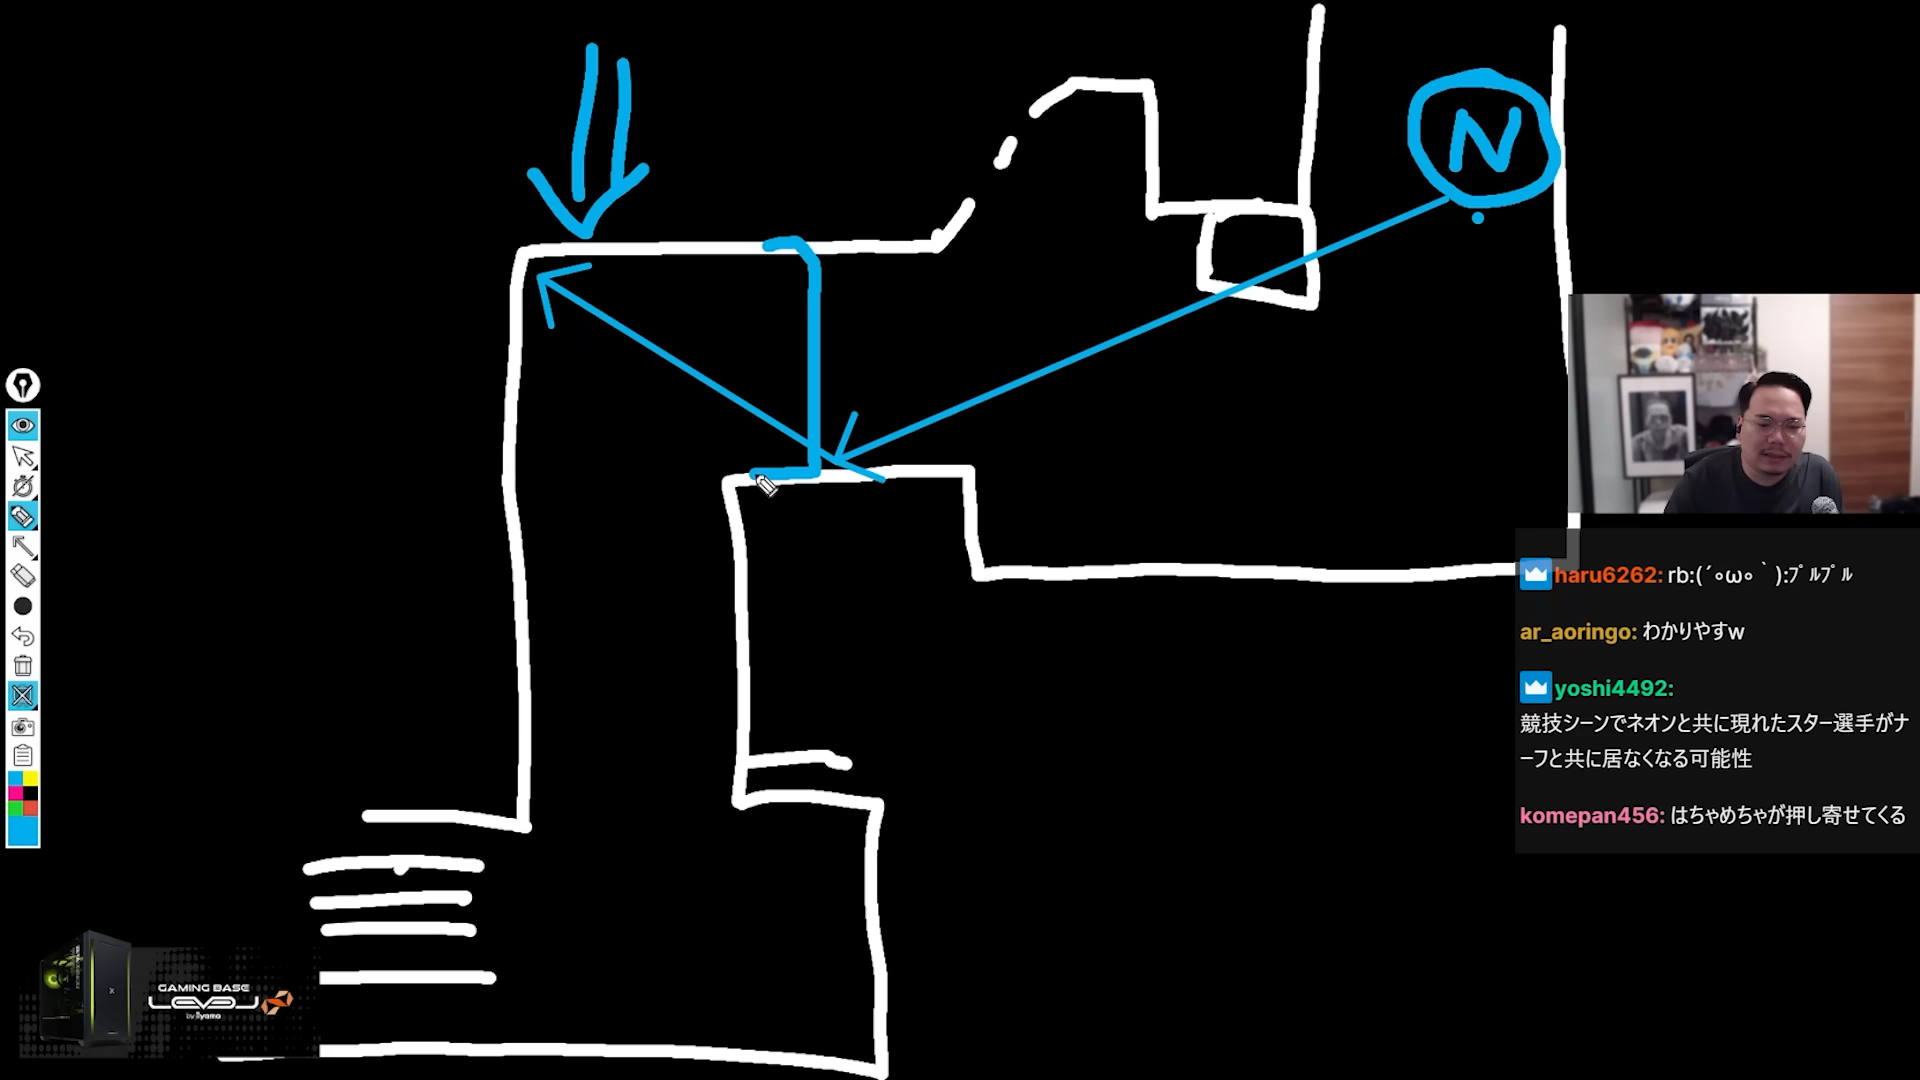 N
haru6262: rb:(´∘ω∘｀):ﾌﾟﾙﾌﾟﾙ
ar_aoringo: わかりやすw
yoshi4492:
競技シーンでネオンと共に現れたスター選手がナ
ーフと共に居なくなる可能性
komepan456: はちゃめちゃが押し寄せてくる
GAMING BASE
LEVEL
by iiyama